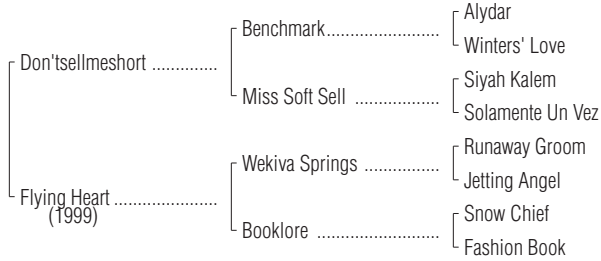 Alydar
Benchmark..........................
Winters' Love
Don'tsellmeshort ...............
Siyah Kalem
Miss Soft Sell ....................
Solamente Un Vez
Runaway Groom
Wekiva Springs ..................
Jetting Angel
Flying Heart ........................
(1999)
Snow Chief
Booklore .............................
Fashion Book